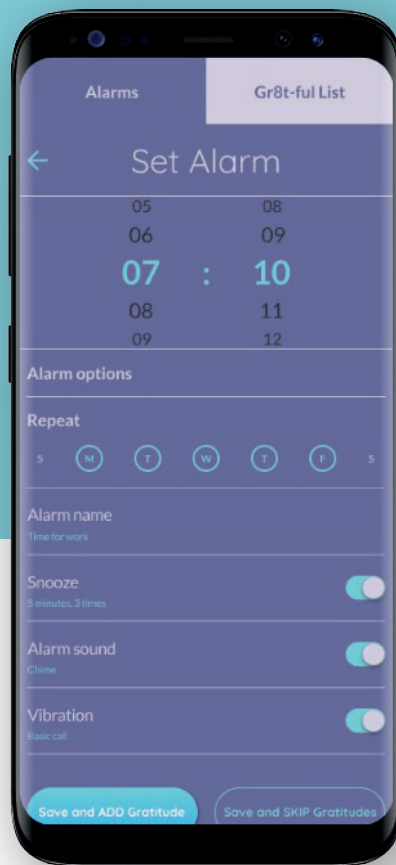 Alarms Gr8t-ful List
Set Alarm
05 08
06 09
07 : 10
08 11
09 12
Alarm options
Repeat
S M T W T F S
Alarm name
Time for work
Snooze
5 minutes, 3 times
Alarm sound
Chime
Vibration
Basic call
Save and ADD Gratitude Save and SKIP Gratitudes